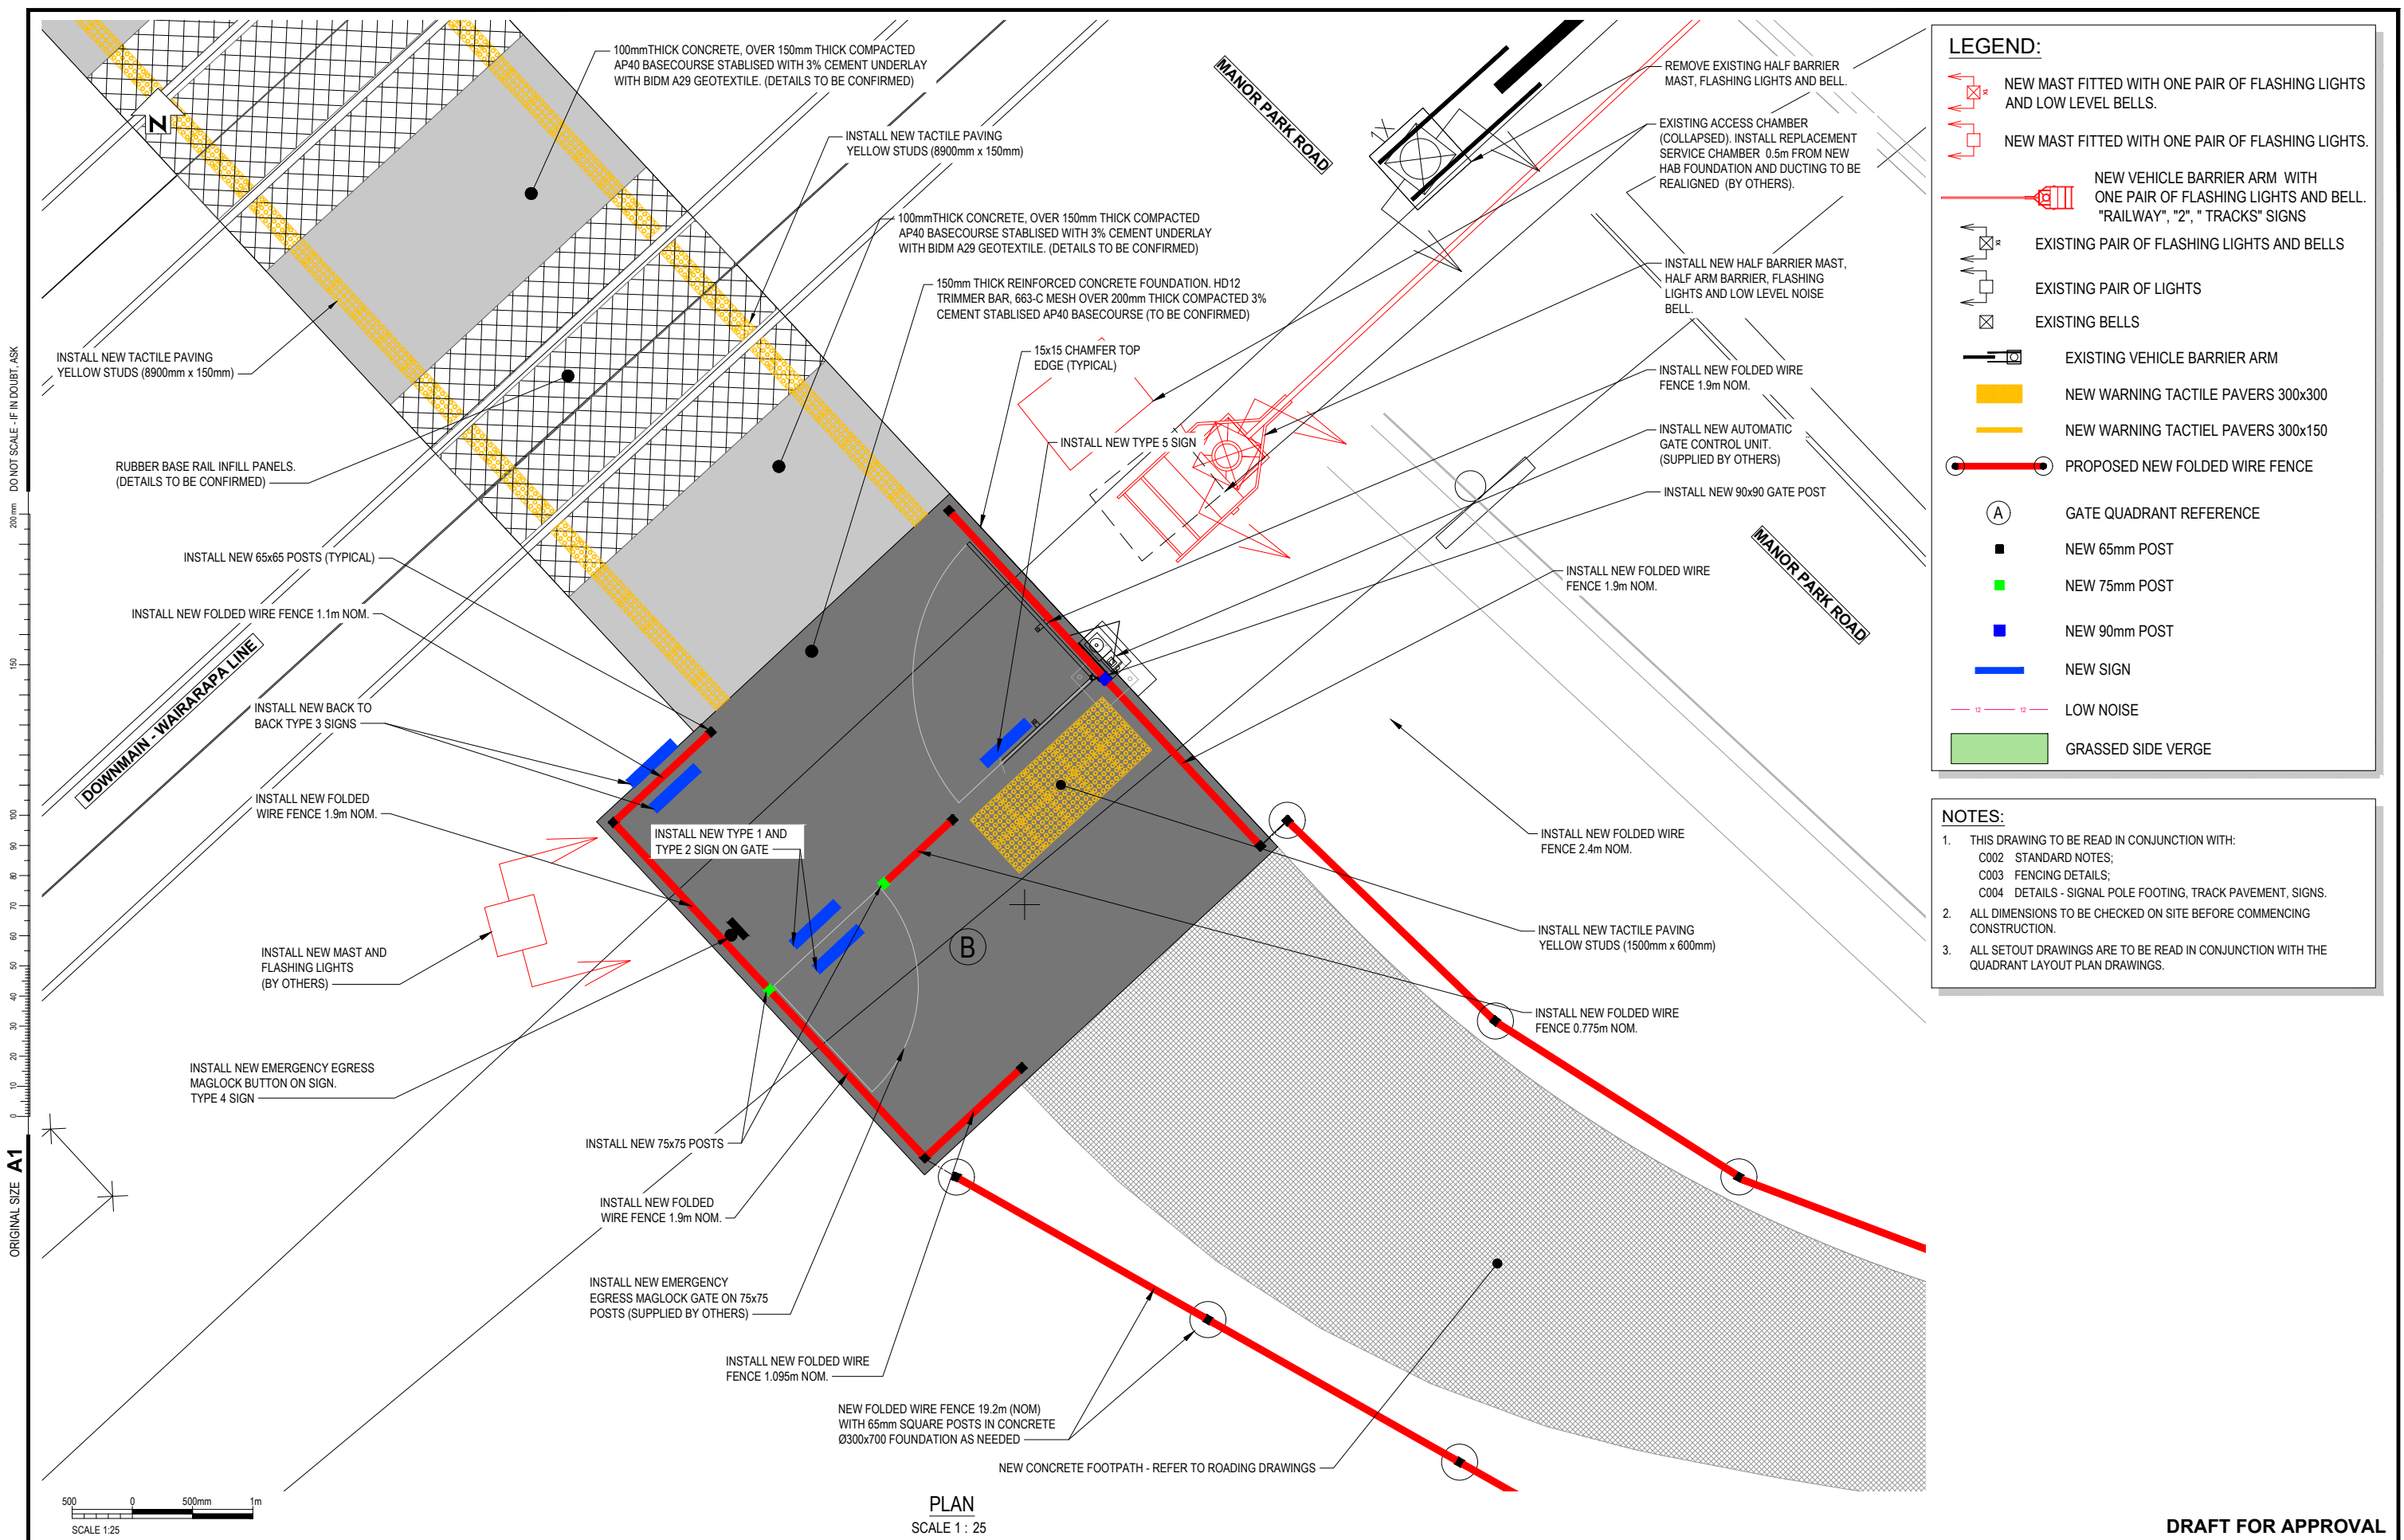 100mmTHICK CONCRETE, OVER 150mm THICK COMPACTED
AP40 BASECOURSE STABLISED WITH 3% CEMENT UNDERLAY
WITH BIDM A29 GEOTEXTILE. (DETAILS TO BE CONFIRMED)
N
INSTALL NEW TACTILE PAVING
YELLOW STUDS (8900mm x 150mm)
MANOR PARK ROAD
REMOVE EXISTING HALF BARRIER
MAST, FLASHING LIGHTS AND BELL.
EXISTING ACCESS CHAMBER
(COLLAPSED). INSTALL REPLACEMENT
SERVICE CHAMBER 0.5m FROM NEW
HAB FOUNDATION AND DUCTING TO BE
REALIGNED (BY OTHERS).
1X
100mmTHICK CONCRETE, OVER 150mm THICK COMPACTED
AP40 BASECOURSE STABLISED WITH 3% CEMENT UNDERLAY
WITH BIDM A29 GEOTEXTILE. (DETAILS TO BE CONFIRMED)
150mm THICK REINFORCED CONCRETE FOUNDATION. HD12
TRIMMER BAR, 663-C MESH OVER 200mm THICK COMPACTED 3%
CEMENT STABLISED AP40 BASECOURSE (TO BE CONFIRMED)
INSTALL NEW HALF BARRIER MAST,
HALF ARM BARRIER, FLASHING
LIGHTS AND LOW LEVEL NOISE
BELL.
15x15 CHAMFER TOP
EDGE (TYPICAL)
INSTALL NEW TACTILE PAVING
YELLOW STUDS (8900mm x 150mm)
INSTALL NEW FOLDED WIRE
FENCE 1.9m NOM.
INSTALL NEW TYPE 5 SIGN
INSTALL NEW AUTOMATIC
GATE CONTROL UNIT.
(SUPPLIED BY OTHERS)
RUBBER BASE RAIL INFILL PANELS.
(DETAILS TO BE CONFIRMED)
INSTALL NEW 90x90 GATE POST
MANOR PARK ROAD
INSTALL NEW 65x65 POSTS (TYPICAL)
INSTALL NEW FOLDED WIRE
FENCE 1.9m NOM.
INSTALL NEW FOLDED WIRE FENCE 1.1m NOM.
DOWNMAIN - WAIRARAPA LINE
INSTALL NEW BACK TO
BACK TYPE 3 SIGNS
INSTALL NEW FOLDED
WIRE FENCE 1.9m NOM.
INSTALL NEW TYPE 1 AND
TYPE 2 SIGN ON GATE
INSTALL NEW FOLDED WIRE
FENCE 2.4m NOM.
B
INSTALL NEW MAST AND
FLASHING LIGHTS
(BY OTHERS)
INSTALL NEW TACTILE PAVING
YELLOW STUDS (1500mm x 600mm)
INSTALL NEW FOLDED WIRE
FENCE 0.775m NOM.
INSTALL NEW EMERGENCY EGRESS
MAGLOCK BUTTON ON SIGN.
TYPE 4 SIGN
INSTALL NEW 75x75 POSTS
INSTALL NEW FOLDED
WIRE FENCE 1.9m NOM.
INSTALL NEW EMERGENCY
EGRESS MAGLOCK GATE ON 75x75
POSTS (SUPPLIED BY OTHERS)
INSTALL NEW FOLDED WIRE
FENCE 1.095m NOM.
NEW FOLDED WIRE FENCE 19.2m (NOM)
WITH 65mm SQUARE POSTS IN CONCRETE
Ø300x700 FOUNDATION AS NEEDED
NEW CONCRETE FOOTPATH - REFER TO ROADING DRAWINGS
LEGEND:
NEW MAST FITTED WITH ONE PAIR OF FLASHING LIGHTS
AND LOW LEVEL BELLS.
NEW MAST FITTED WITH ONE PAIR OF FLASHING LIGHTS.
NEW VEHICLE BARRIER ARM WITH
ONE PAIR OF FLASHING LIGHTS AND BELL.
"RAILWAY", "2", " TRACKS" SIGNS
EXISTING PAIR OF FLASHING LIGHTS AND BELLS
EXISTING PAIR OF LIGHTS
EXISTING BELLS
EXISTING VEHICLE BARRIER ARM
NEW WARNING TACTILE PAVERS 300x300
NEW WARNING TACTIEL PAVERS 300x150
PROPOSED NEW FOLDED WIRE FENCE
A GATE QUADRANT REFERENCE
NEW 65mm POST
NEW 75mm POST
NEW 90mm POST
NEW SIGN
12 12 LOW NOISE
GRASSED SIDE VERGE
NOTES:
1. THIS DRAWING TO BE READ IN CONJUNCTION WITH:
C002 STANDARD NOTES;
C003 FENCING DETAILS;
C004 DETAILS - SIGNAL POLE FOOTING, TRACK PAVEMENT, SIGNS.
2. ALL DIMENSIONS TO BE CHECKED ON SITE BEFORE COMMENCING
CONSTRUCTION.
3. ALL SETOUT DRAWINGS ARE TO BE READ IN CONJUNCTION WITH THE
QUADRANT LAYOUT PLAN DRAWINGS.
DO NOT SCALE - IF IN DOUBT, ASK
200 mm
150
100
90
80
70
60
50
40
30
20
10
0
ORIGINAL SIZE A1
500 0 500mm 1m
SCALE 1:25
PLAN
SCALE 1 : 25
DRAFT FOR APPROVAL